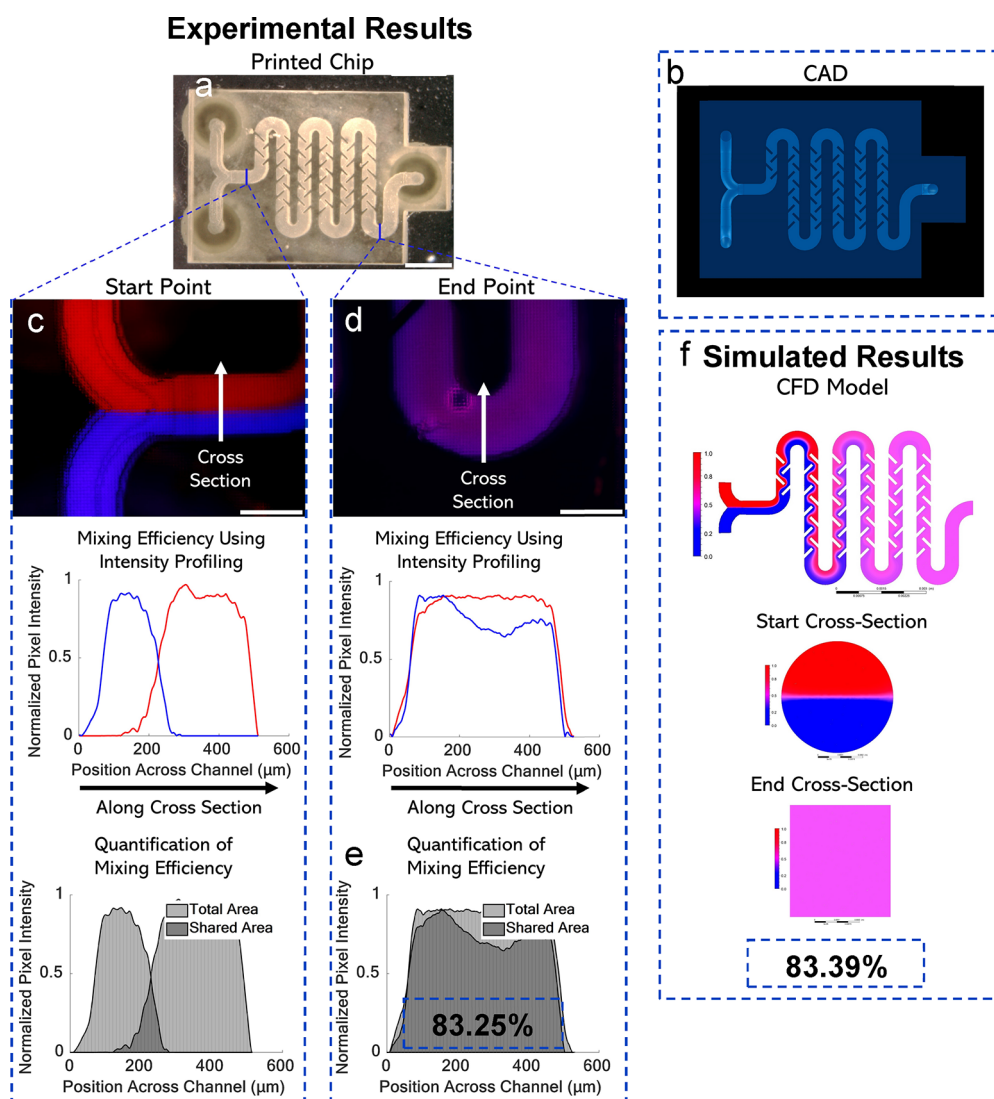 Experimental Results
Printed Chip
a
b
CAD
Start Point
End Point
c
Cross
Section
d
Cross
Section
Mixing Efficiency Using
Intensity Profiling
Normalized Pixel Intensity
1
0.5
0
0
200
400
600
Position Across Channel (µm)
Along Cross Section
Mixing Efficiency Using
Intensity Profiling
Normalized Pixel Intensity
1
0.5
0
0
200
400
600
Position Across Channel (µm)
Along Cross Section
Quantification of
Mixing Efficiency
Normalized Pixel Intensity
1
0.5
0
0
200
400
600
Total Area
Shared Area
Position Across Channel (µm)
e
Quantification of
Mixing Efficiency
Normalized Pixel Intensity
1
0.5
0
0
200
400
600
Total Area
Shared Area
83.25%
Position Across Channel (µm)
f Simulated Results
CFD Model
1.0
0.8
0.5
0.2
0.0
Start Cross-Section
End Cross-Section
83.39%